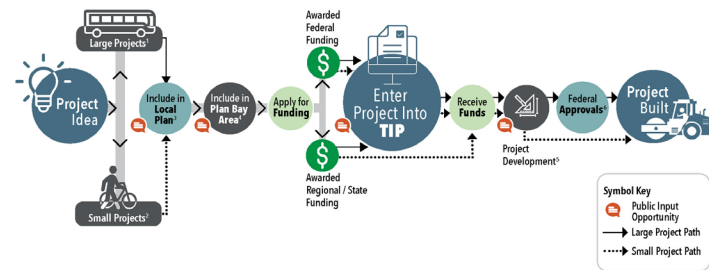 Large Projects¹
Project
Idea
Small Projects²
Include in
Local
Plan³
Include in
Plan Bay
Area⁴
Apply for
Funding
Awarded
Federal
Funding
$
$
Awarded
Regional / State
Funding
Enter
Project Into
TIP
Receive
Funds
Project
Development⁵
Federal
Approvals⁶
Project
Built
Symbol Key
Public Input
Opportunity
Large Project Path
Small Project Path